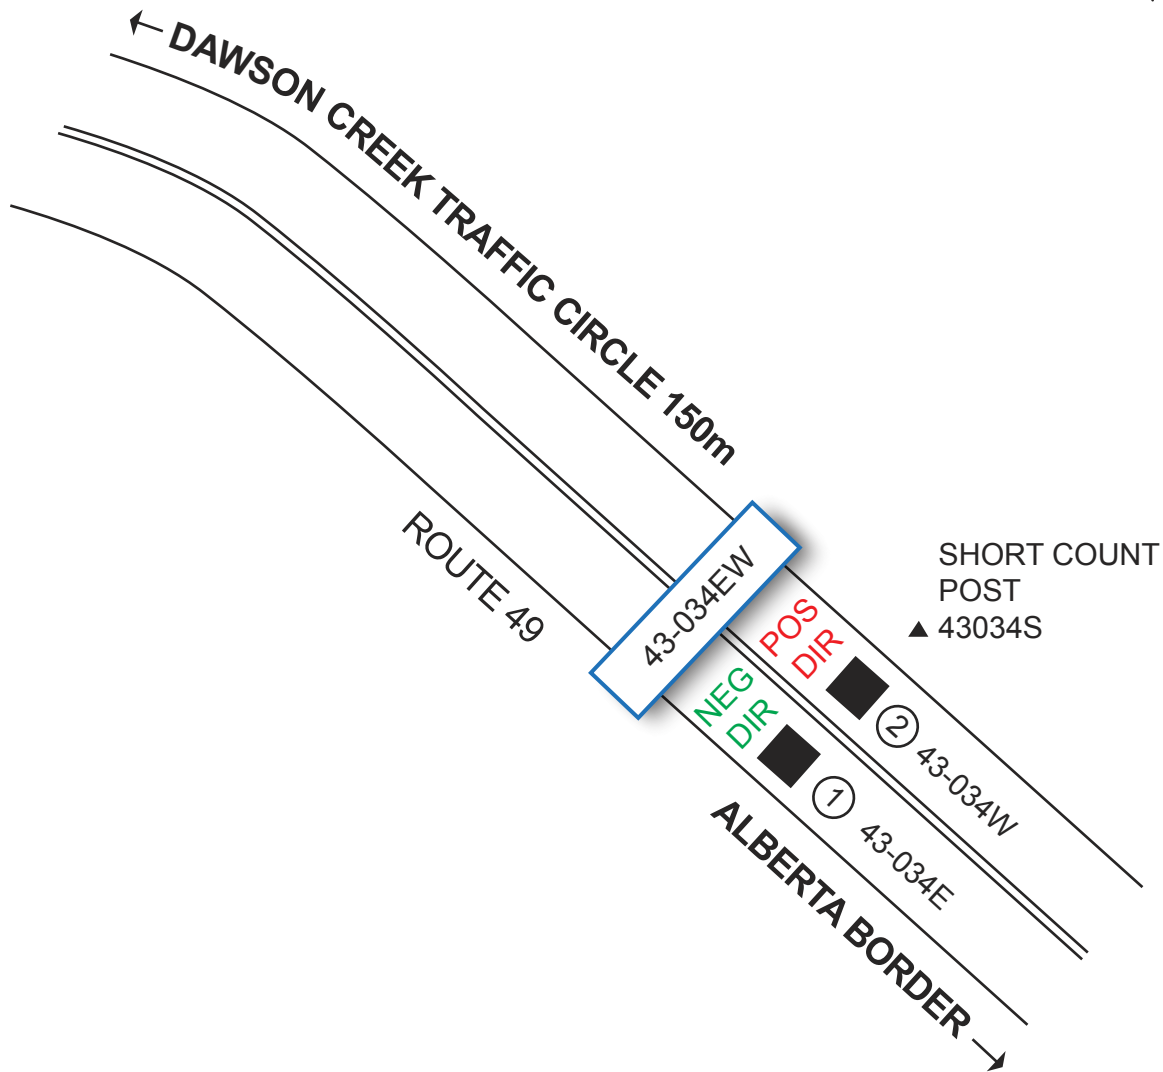 DAWSON CREEK TRAFFIC CIRCLE 150m
ROUTE 49
43-034EW
SHORT COUNT
POST
43034S
POS
DIR
2
43-034W
NEG
DIR
1
43-034E
ALBERTA BORDER